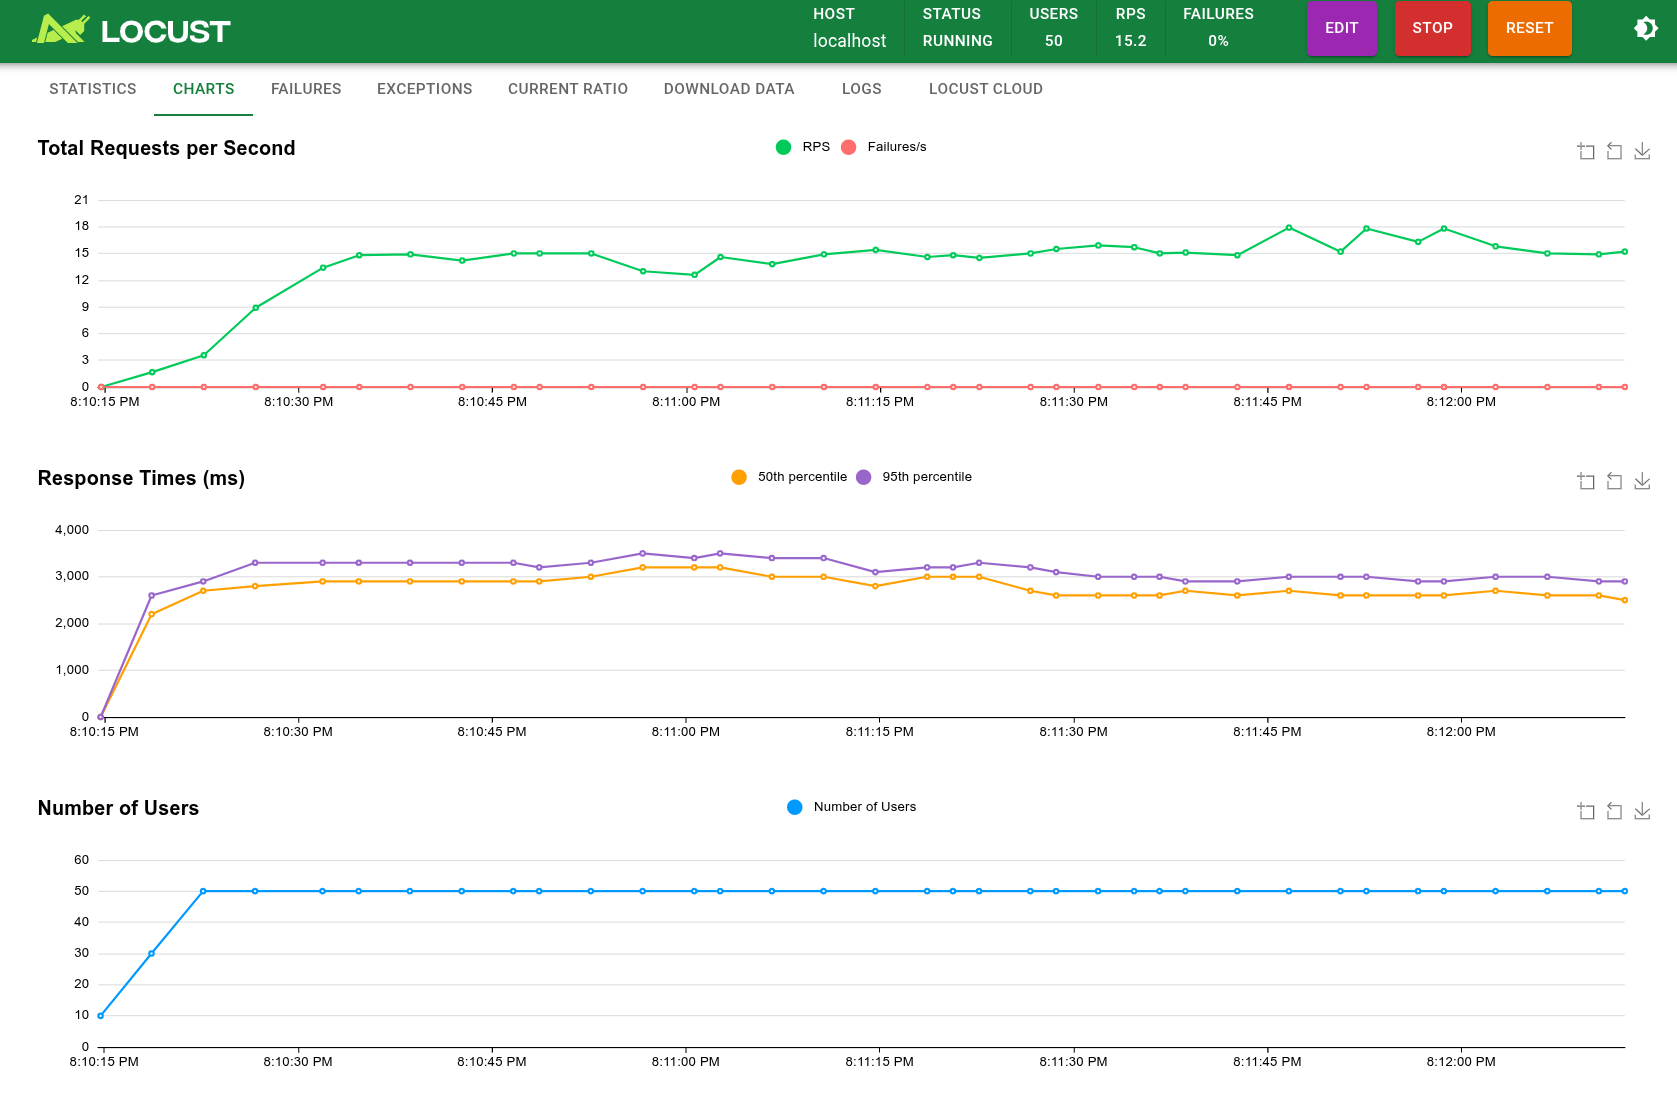 LOCUST
HOST STATUS USERS RPS FAILURES
localhost RUNNING 50 15.2 0%
EDIT STOP RESET
STATISTICS CHARTS FAILURES EXCEPTIONS CURRENT RATIO DOWNLOAD DATA LOGS LOCUST CLOUD
Total Requests per Second
RPS Failures/s
21
18
15
12
9
6
3
0
8:10:15 PM 8:10:30 PM 8:10:45 PM 8:11:00 PM 8:11:15 PM 8:11:30 PM 8:11:45 PM 8:12:00 PM
Response Times (ms)
50th percentile 95th percentile
4,000
3,000
2,000
1,000
0
8:10:15 PM 8:10:30 PM 8:10:45 PM 8:11:00 PM 8:11:15 PM 8:11:30 PM 8:11:45 PM 8:12:00 PM
Number of Users
Number of Users
60
50
40
30
20
10
0
8:10:15 PM 8:10:30 PM 8:10:45 PM 8:11:00 PM 8:11:15 PM 8:11:30 PM 8:11:45 PM 8:12:00 PM